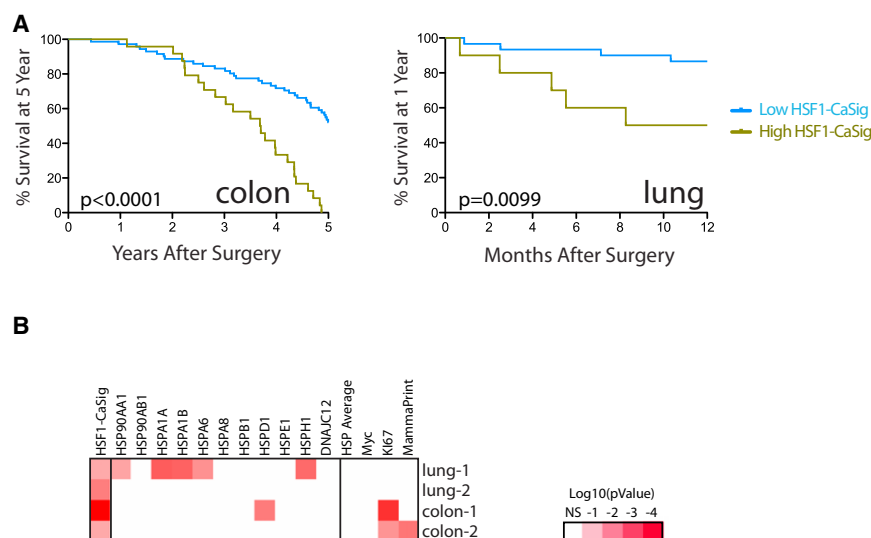 A
% Survival at 5 Year
100
80
60
40
20
0
0 1 2 3 4 5
p<0.0001
colon
Years After Surgery
% Survival at 1 Year
100
80
60
40
20
0
0 2 4 6 8 10 12
p=0.0099
lung
Months After Surgery
Low HSF1-CaSig
High HSF1-CaSig
B
HSF1-CaSig
HSP90AA1
HSP90AB1
HSPA1A
HSPA1B
HSPA6
HSPA8
HSPB1
HSPD1
HSPE1
HSPH1
DNAJC12
HSP Average
Myc
KI67
MammaPrint
lung-1
lung-2
colon-1
colon-2
Log10(pValue)
NS -1 -2 -3 -4